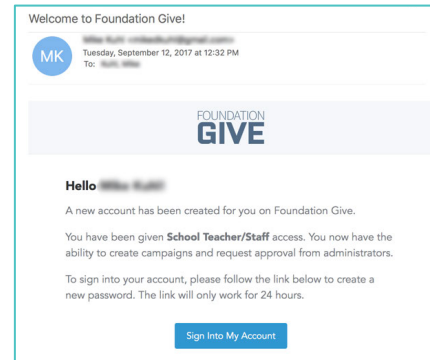 Welcome to Foundation Give!
MK
Tuesday, September 12, 2017 at 12:32 PM
To:
FOUNDATION
GIVE
Hello
A new account has been created for you on Foundation Give.
You have been given School Teacher/Staff access. You now have the
ability to create campaigns and request approval from administrators.
To sign into your account, please follow the link below to create a
new password. The link will only work for 24 hours.
Sign Into My Account